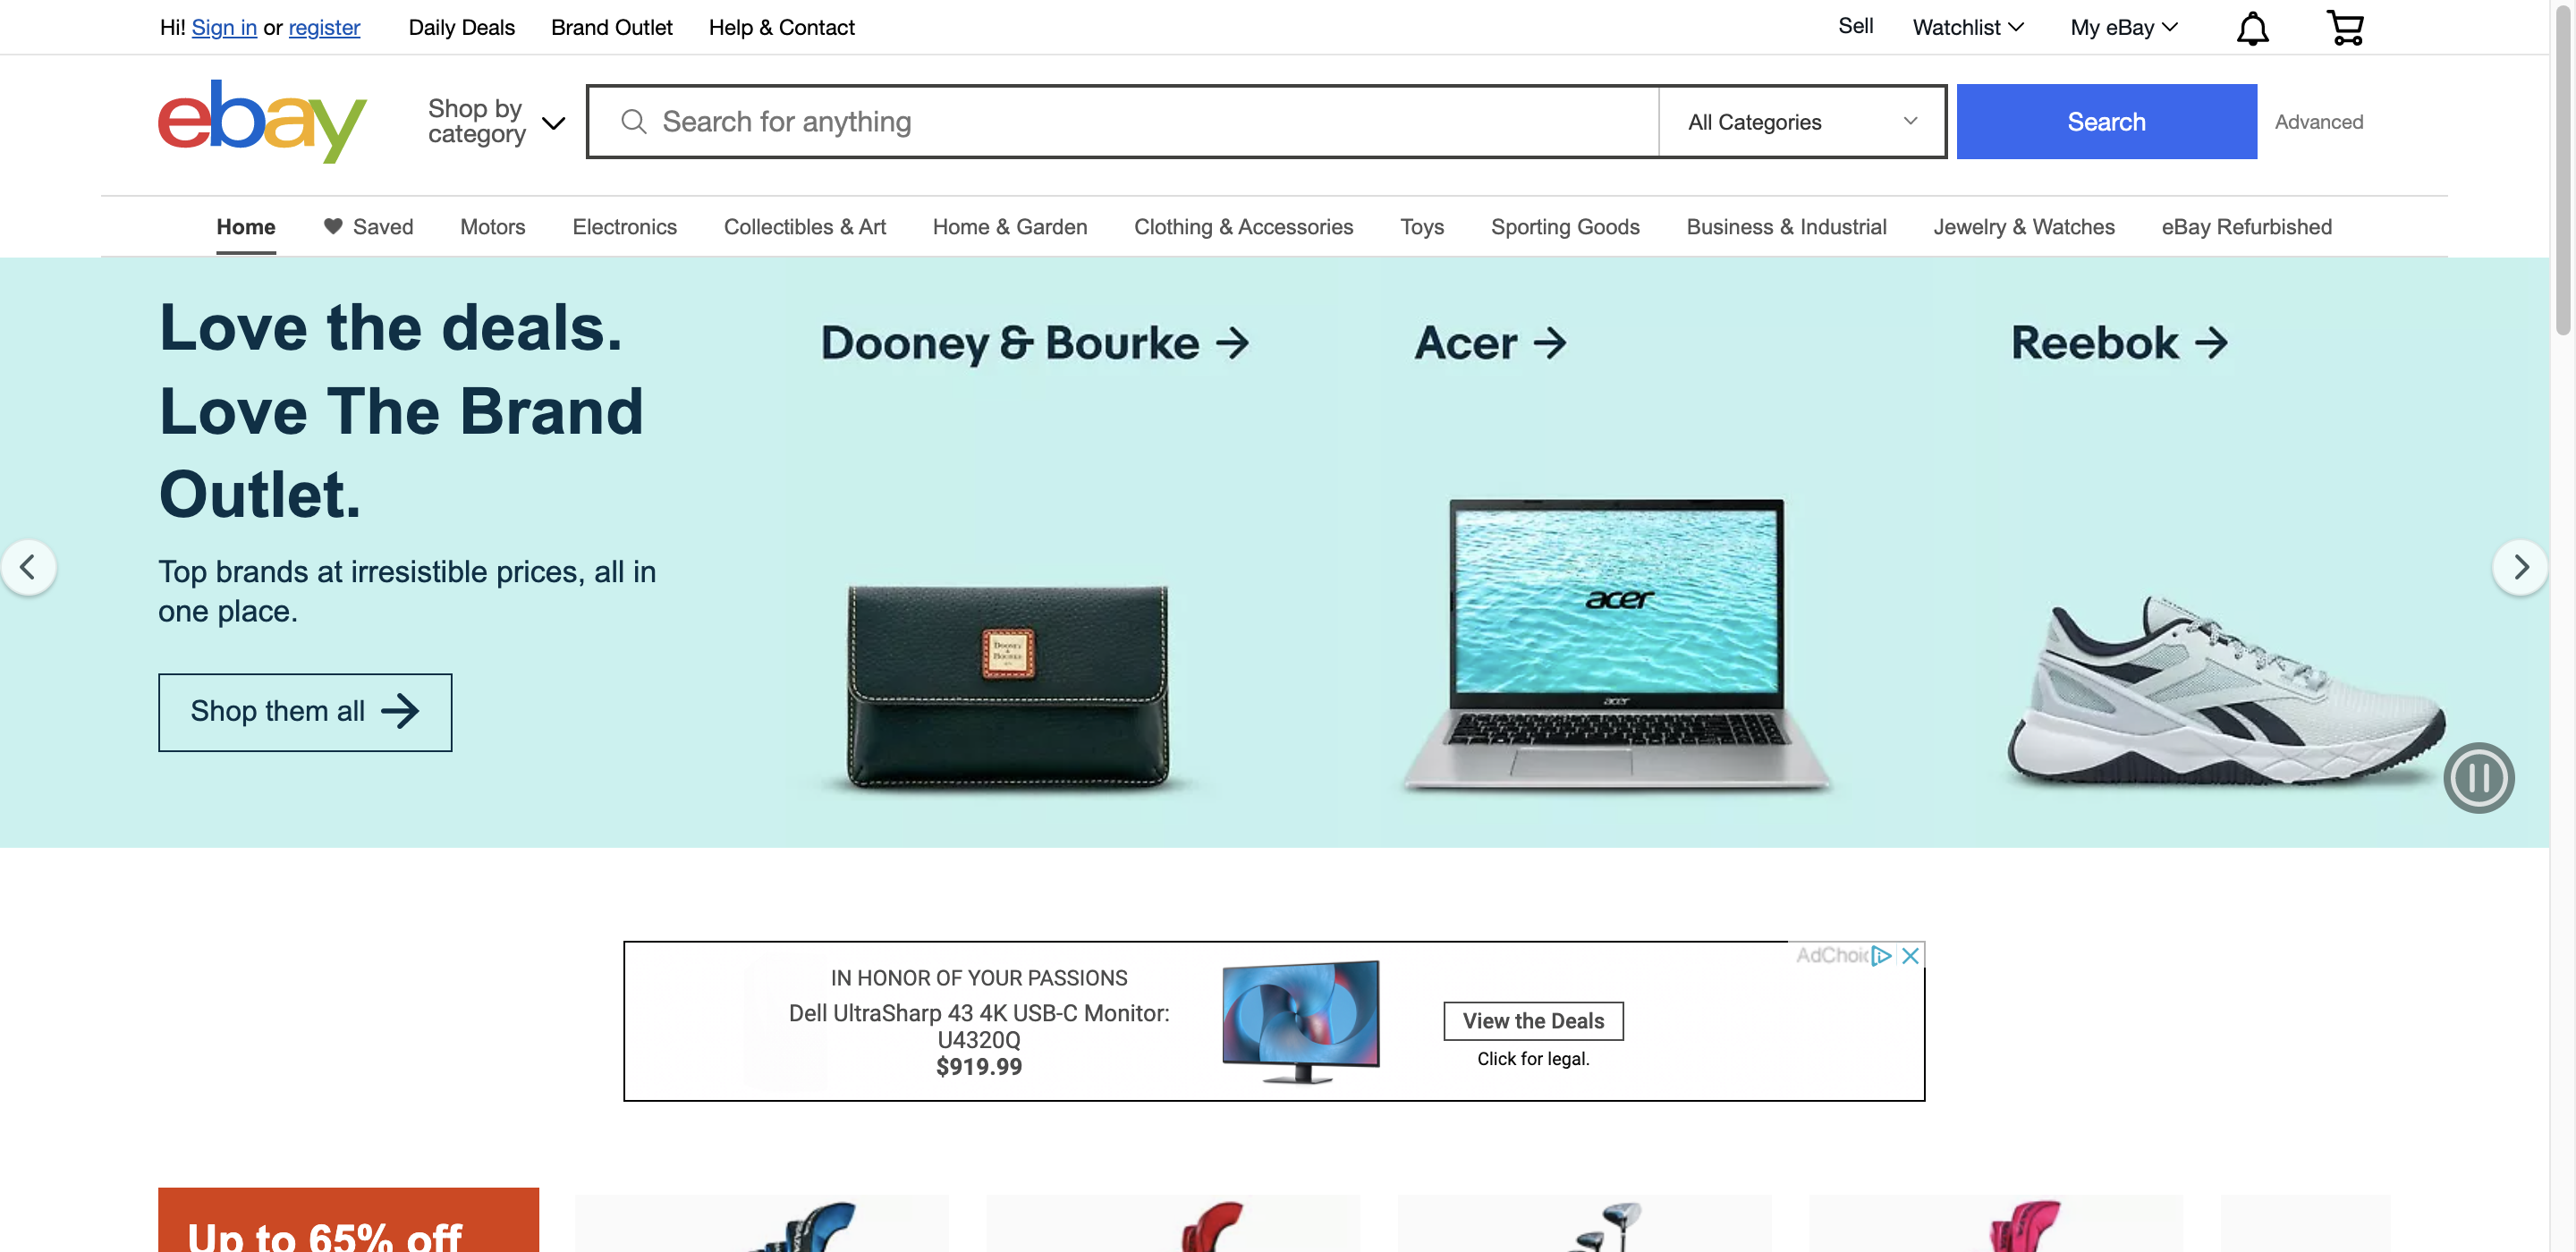 Hi! Sign in or register Daily Deals Brand Outlet Help & Contact Sell Watchlist My eBay
ebay
Shop by
category
Search for anything
All Categories
Search
Advanced
Home Saved Motors Electronics Collectibles & Art Home & Garden Clothing & Accessories Toys Sporting Goods Business & Industrial Jewelry & Watches eBay Refurbished
Love the deals.
Love The Brand
Outlet.
Top brands at irresistible prices, all in
one place.
Shop them all
Dooney & Bourke
DOONEY
&
BOURKE
Acer
acer
acer
Reebok
AdChoic
IN HONOR OF YOUR PASSIONS
Dell UltraSharp 43 4K USB-C Monitor:
U4320Q
$919.99
View the Deals
Click for legal.
Up to 65% off